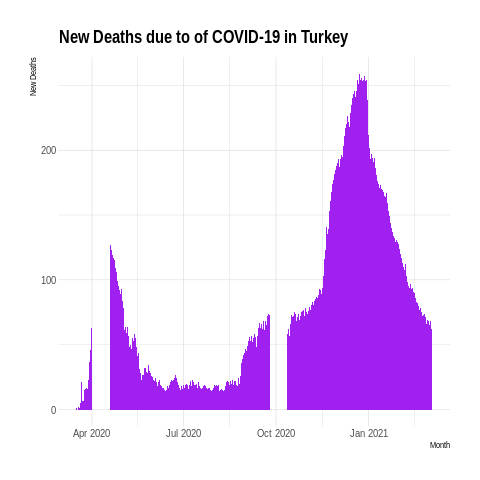 New Deaths due to of COVID-19 in Turkey
New Deaths
200
100
0
Apr 2020
Jul 2020
Oct 2020
Jan 2021
Month